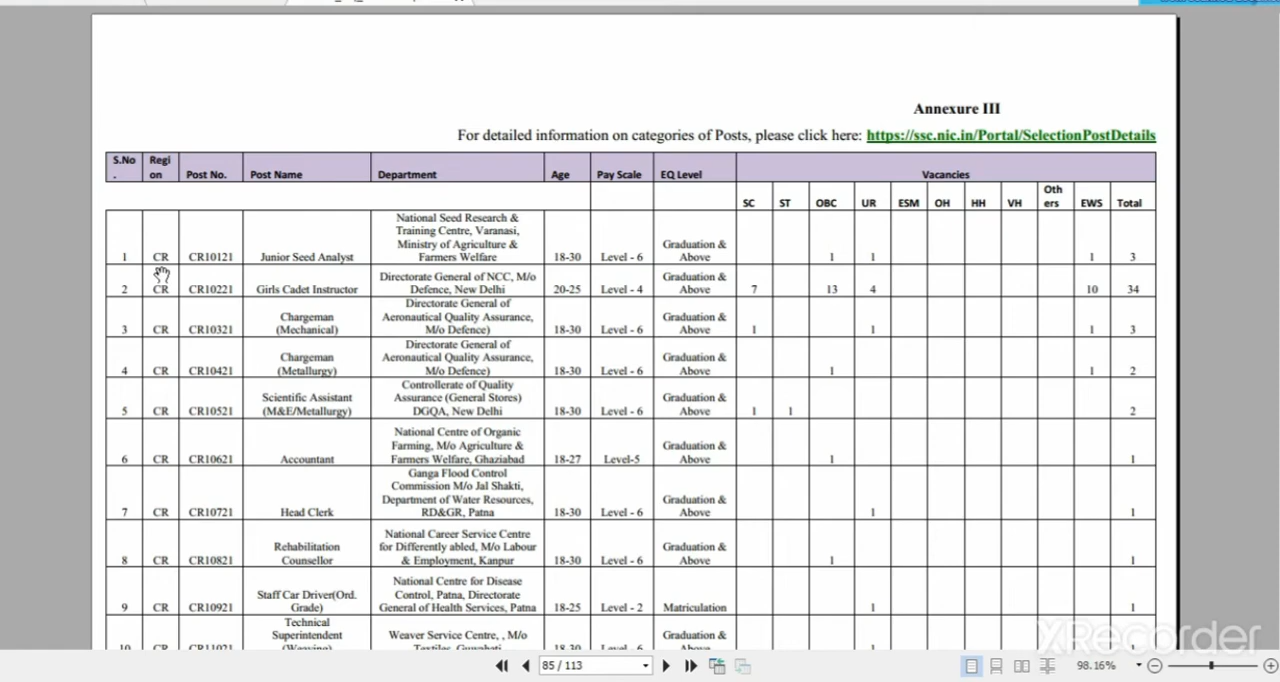 Annexure III
For detailed information on categories of Posts, please click here: https://ssc.nic.in/Portal/SelectionPostDetails
S.No. Region Post No. Post Name Department Age Pay Scale EQ Level Vacancies
SC ST OBC UR ESM OH HH VH Others EWS Total
1 CR CR10121 Junior Seed Analyst National Seed Research & Training Centre, Varanasi, Ministry of Agriculture & Farmers Welfare 18-30 Level - 6 Graduation & Above 1 1 1 3
2 CR CR10221 Girls Cadet Instructor Directorate General of NCC, M/o Defence, New Delhi 20-25 Level - 4 Graduation & Above 7 13 4 10 34
3 CR CR10321 Chargeman (Mechanical) Directorate General of Aeronautical Quality Assurance, M/o Defence) 18-30 Level - 6 Graduation & Above 1 1 1 3
4 CR CR10421 Chargeman (Metallurgy) Directorate General of Aeronautical Quality Assurance, M/o Defence) 18-30 Level - 6 Graduation & Above 1 1 2
5 CR CR10521 Scientific Assistant (M&E/Metallurgy) Controllerate of Quality Assurance (General Stores) DGQA, New Delhi 18-30 Level - 6 Graduation & Above 1 1 2
6 CR CR10621 Accountant National Centre of Organic Farming, M/o Agriculture & Farmers Welfare, Ghaziabad 18-27 Level-5 Graduation & Above 1 1
7 CR CR10721 Head Clerk Ganga Flood Control Commission M/o Jal Shakti, Department of Water Resources, RD&GR, Patna 18-30 Level - 6 Graduation & Above 1 1
8 CR CR10821 Rehabilitation Counsellor National Career Service Centre for Differently abled, M/o Labour & Employment, Kanpur 18-30 Level - 6 Graduation & Above 1 1
9 CR CR10921 Staff Car Driver(Ord. Grade) National Centre for Disease Control, Patna, Directorate General of Health Services, Patna 18-25 Level - 2 Matriculation 1 1
Technical Superintendent Weaver Service Centre, , M/o Graduation &
XRecorder
85 / 113
98.16%